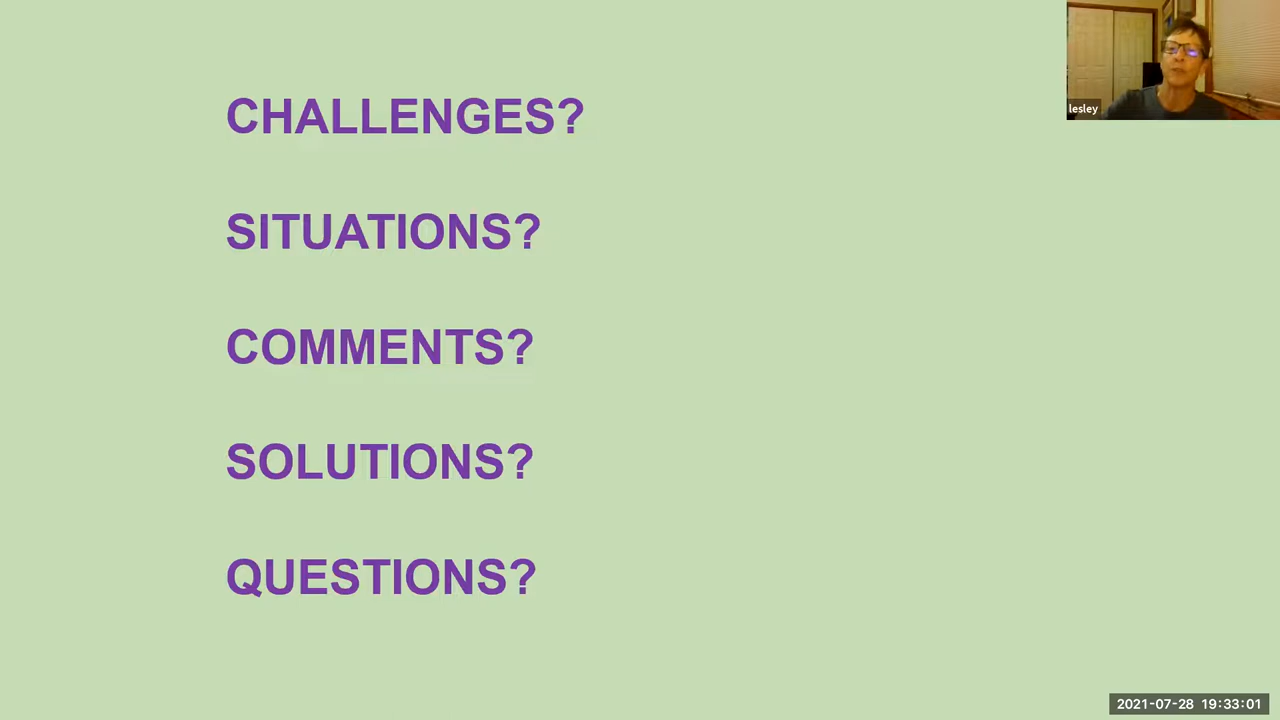 CHALLENGES?
SITUATIONS?
COMMENTS?
SOLUTIONS?
QUESTIONS?
lesley
2021-07-28 19:33:01